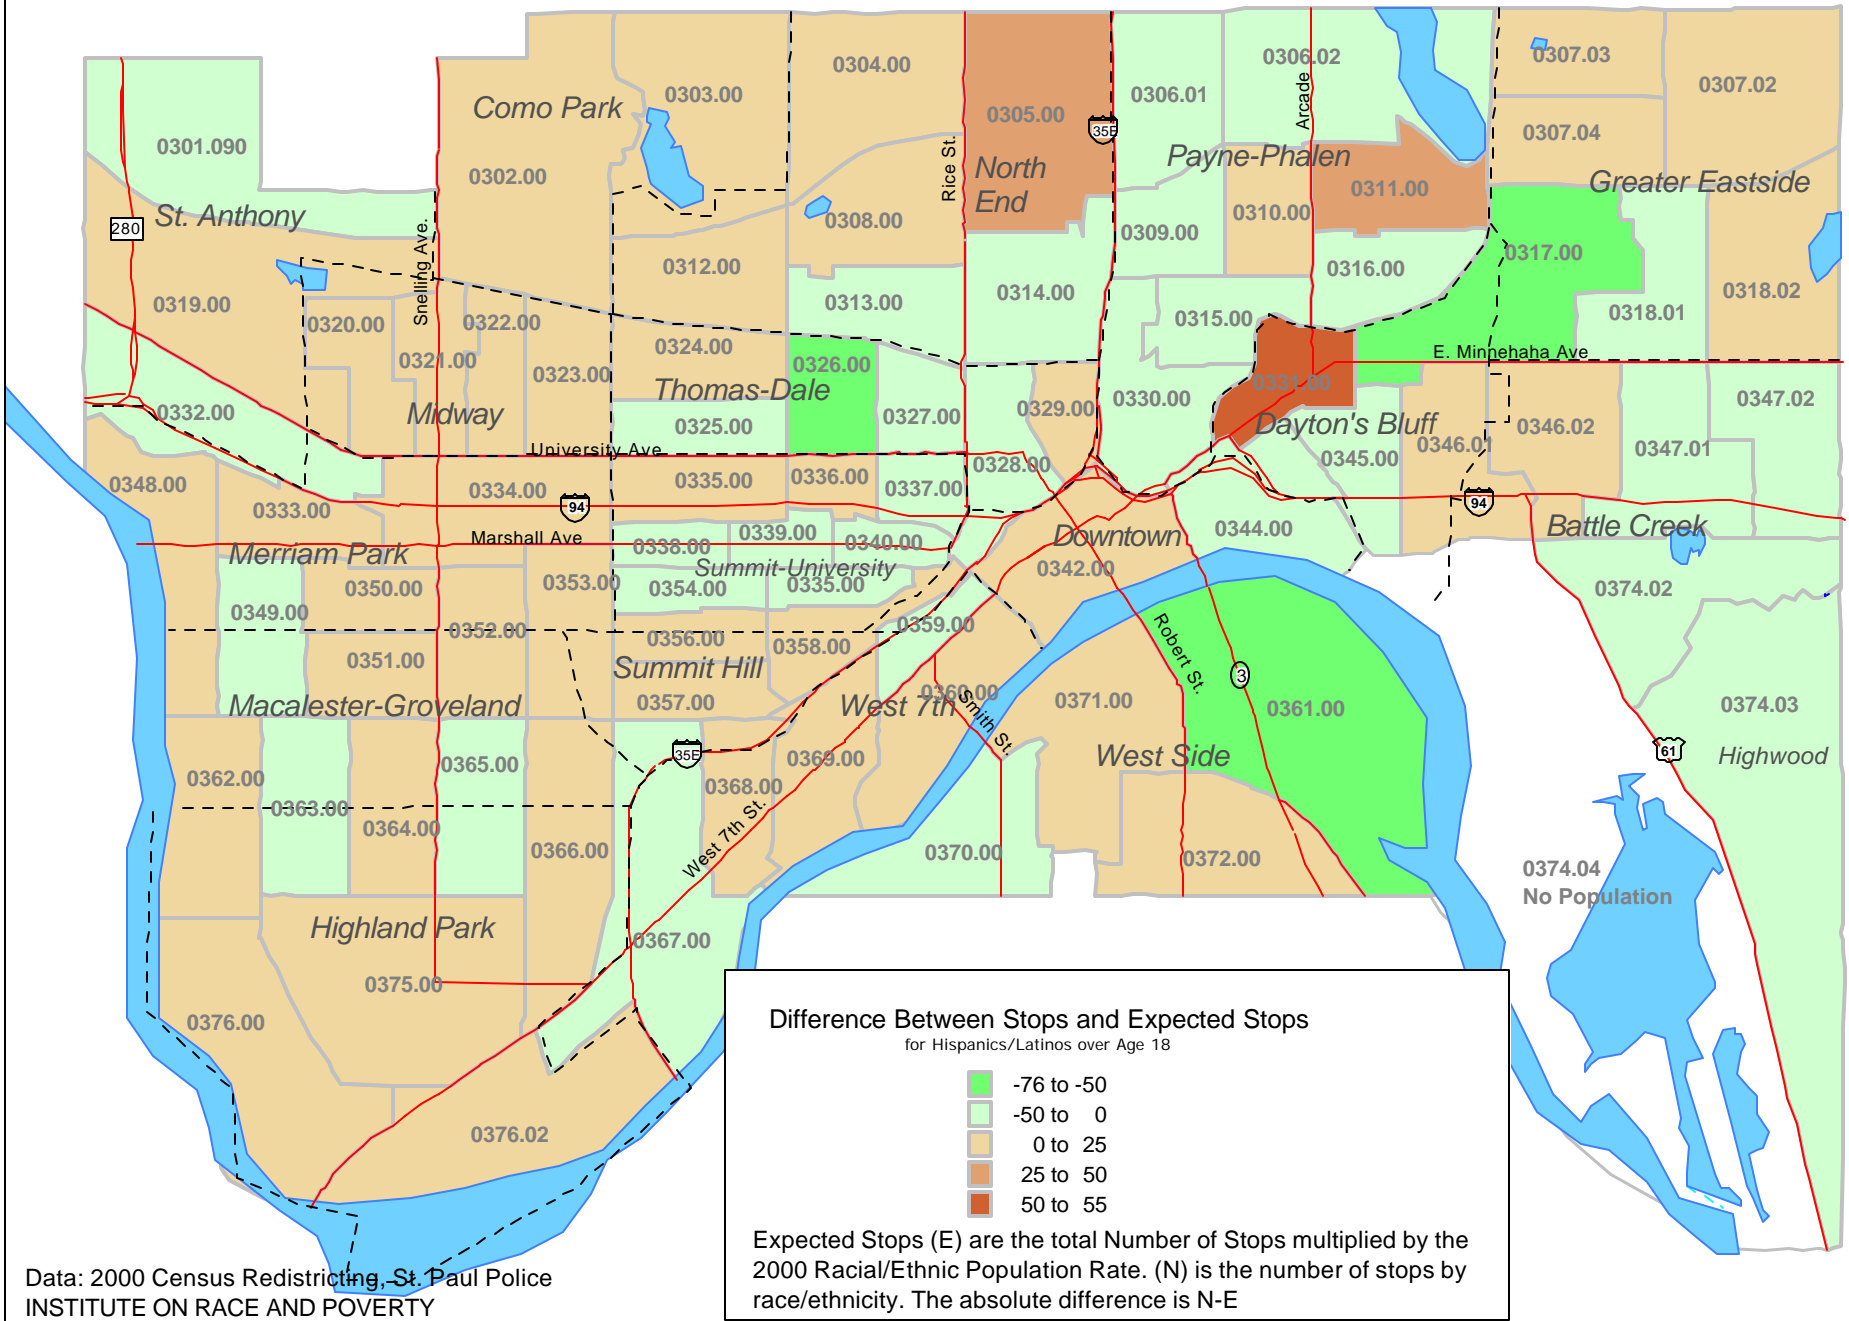 0304.00
0306.02
0307.03
0307.02
0303.00
0306.01
Como Park
Arcade
0305.00
35E
0307.04
0301.090
Rice St.
North
End
Payne-Phalen
0302.00
0311.00
Greater Eastside
St. Anthony
280
0308.00
0310.00
0309.00
Snelling Ave.
0312.00
0317.00
0316.00
0319.00
0313.00
0314.00
0318.02
0320.00
0322.00
0315.00
0318.01
0321.00
0324.00
E. Minnehaha Ave
0323.00
0326.00
Thomas-Dale
0331.00
0332.00
Midway
0325.00
0327.00
0329.00
0330.00
Dayton's Bluff
0347.02
0346.01
0346.02
0347.01
University Ave
0328.00
0345.00
0348.00
0334.00
0335.00
0336.00
0337.00
94
94
0333.00
Marshall Ave
0339.00
0338.00
0340.00
Downtown
0344.00
Battle Creek
Merriam Park
Summit-University
0342.00
0350.00
0353.00
0354.00
0335.00
0374.02
0349.00
0352.00
0359.00
0356.00
0358.00
0351.00
Summit Hill
Robert St.
3
0357.00
0360.00
0371.00
0361.00
0374.03
Macalester-Groveland
West 7th
Smith St.
35E
West Side
61
Highwood
0362.00
0365.00
0369.00
0368.00
0363.00
0364.00
West 7th St.
0366.00
0370.00
0372.00
0374.04
No Population
Highland Park
0367.00
0375.00
0376.00
0376.02
Difference Between Stops and Expected Stops
for Hispanics/Latinos over Age 18
-76 to -50
-50 to 0
0 to 25
25 to 50
50 to 55
Expected Stops (E) are the total Number of Stops multiplied by the
2000 Racial/Ethnic Population Rate. (N) is the number of stops by
race/ethnicity. The absolute difference is N-E
Data: 2000 Census Redistricting, St. Paul Police
INSTITUTE ON RACE AND POVERTY